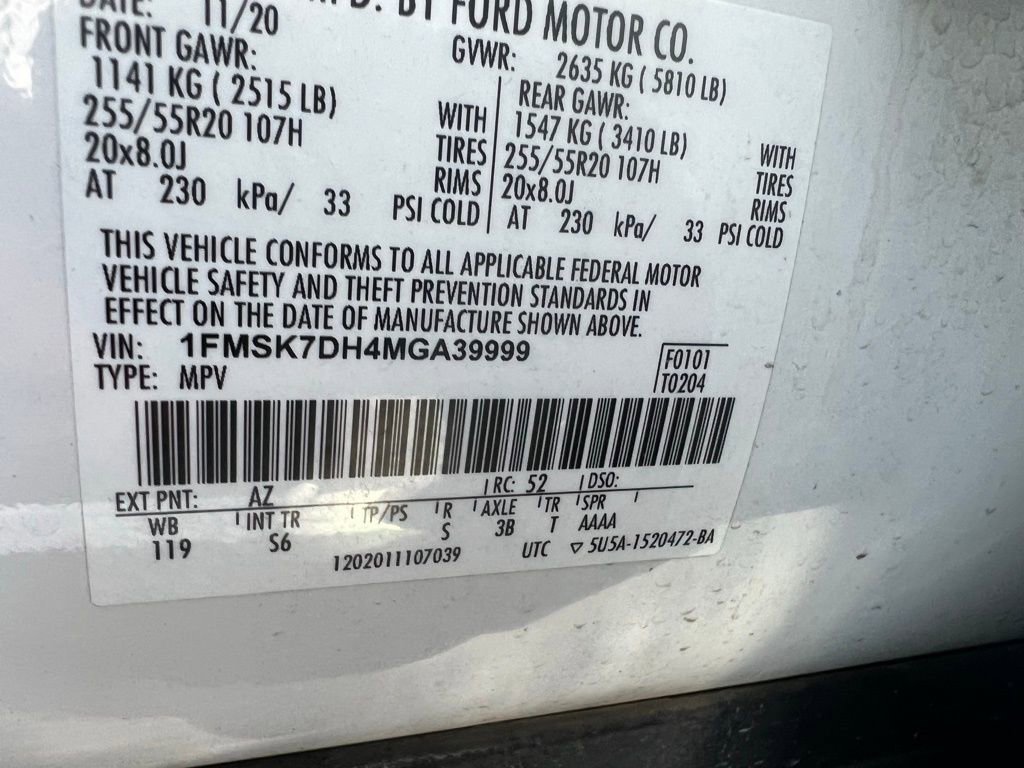 DATE: 11/20
MFD. BY FORD MOTOR CO.
FRONT GAWR:
GVWR: 2635 KG ( 5810 LB)
1141 KG ( 2515 LB)
WITH
255/55R20 107H
TIRES
20x8.0J
RIMS
AT 230 kPa/ 33 PSI COLD
REAR GAWR:
1547 KG ( 3410 LB)
WITH
255/55R20 107H
TIRES
20x8.0J
RIMS
AT 230 kPa/ 33 PSI COLD
THIS VEHICLE CONFORMS TO ALL APPLICABLE FEDERAL MOTOR
VEHICLE SAFETY AND THEFT PREVENTION STANDARDS IN
EFFECT ON THE DATE OF MANUFACTURE SHOWN ABOVE.
VIN: 1FMSK7DH4MGA39999
TYPE: MPV
F0101
T0204
EXT PNT: AZ RC: 52 DSO:
WB INT TR TP/PS R AXLE TR SPR
119 S6 S 3B T AAAA
1202011107039 UTC ▽ 5U5A-1520472-BA